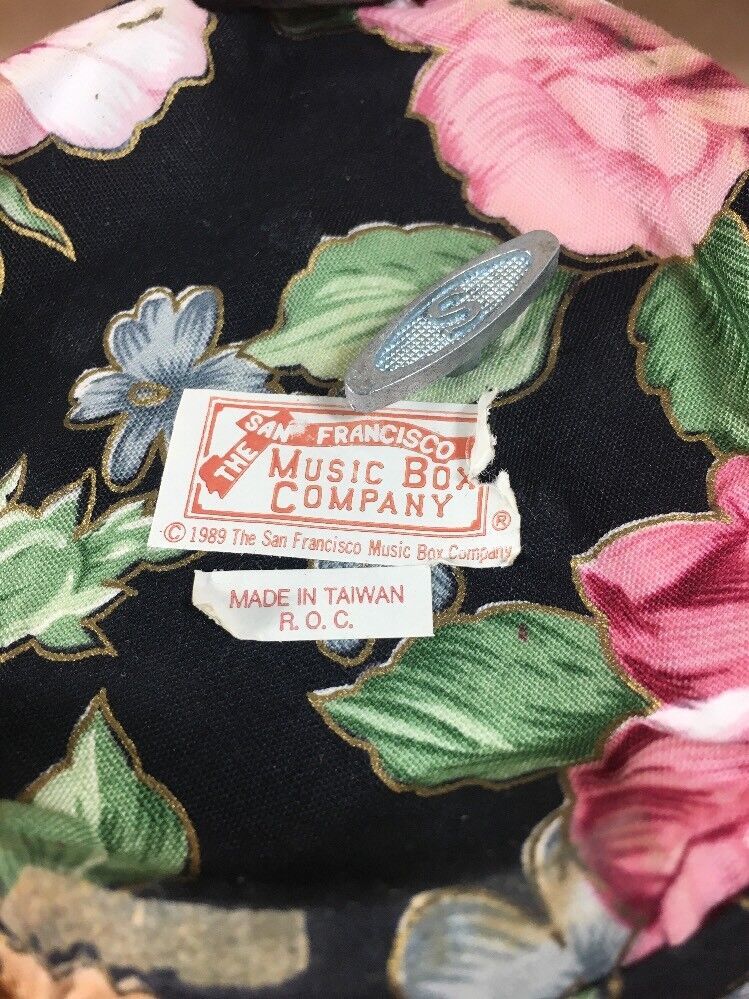 S
THE SAN FRANCISCO
MUSIC BOX
COMPANY
®
© 1989 The San Francisco Music Box Company
MADE IN TAIWAN
R. O. C.